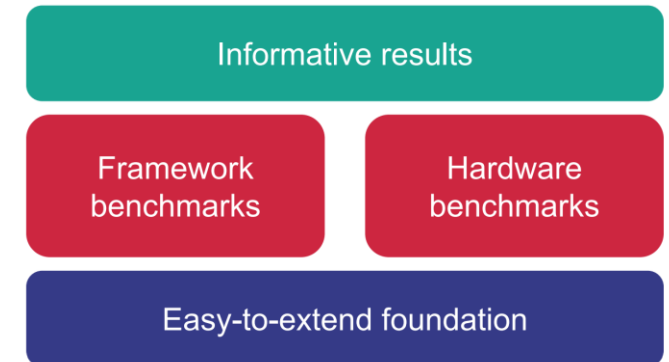 Informative results
Framework
benchmarks
Hardware
benchmarks
Easy-to-extend foundation